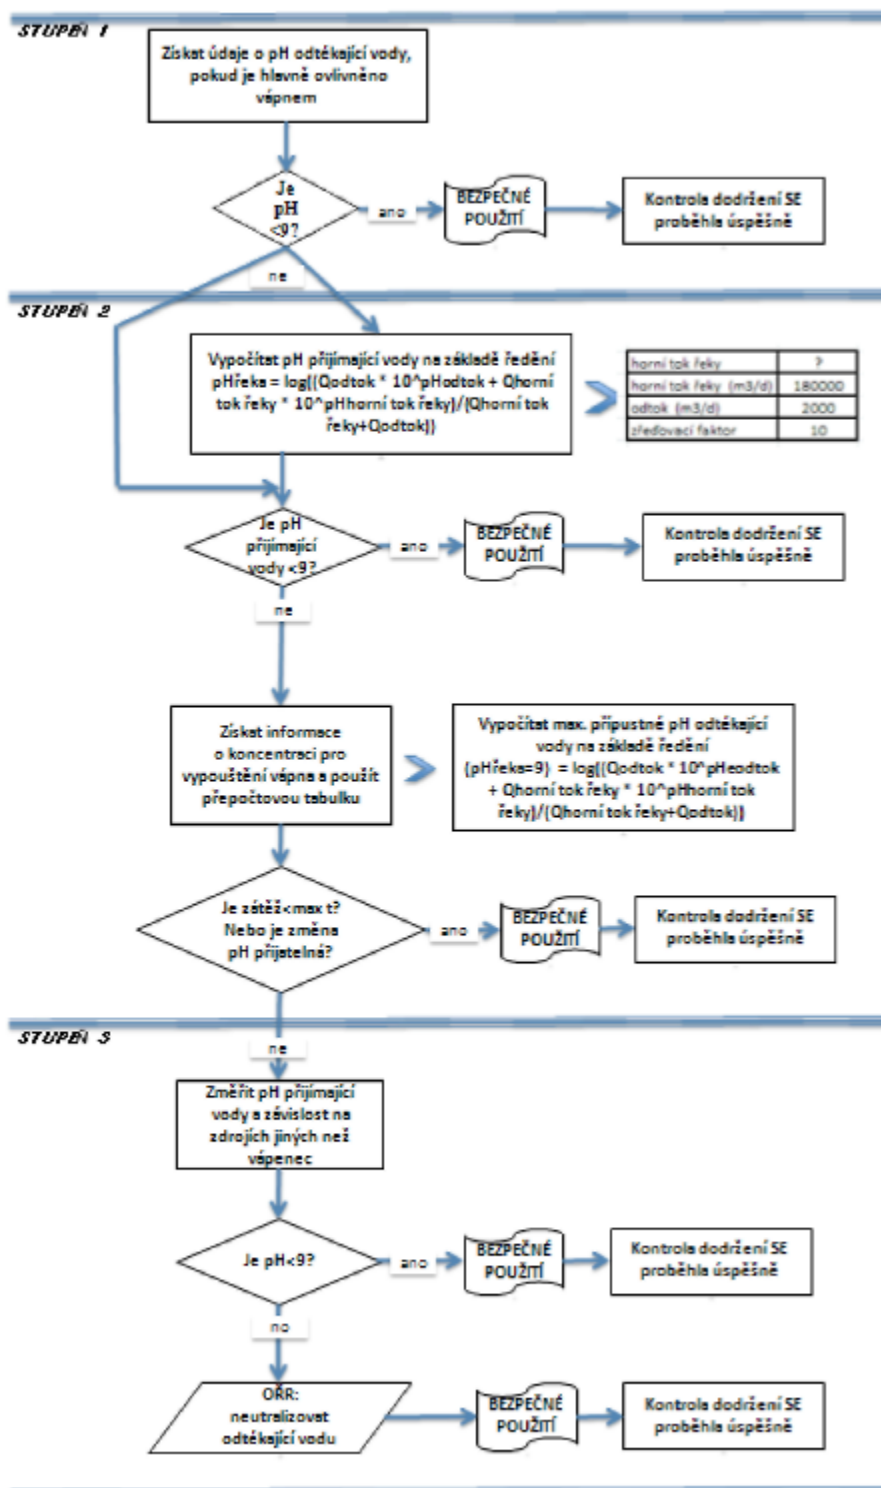 STUPEŇ 1
Získat údaje o pH odtékající vody,
pokud je hlavně ovlivněno
vápnem
Je
pH
<9?
ano
BEZPEČNÉ
POUŽITÍ
Kontrola dodržení SE
proběhla úspěšně
ne
STUPEŇ 2
Vypočítat pH přijímající vody na základě ředění
pHřeka = log((Qodtok * 10^pHodtok + Qhorní
tok řeky * 10^pHhorní tok řeky)/(Qhorní tok
řeky+Qodtok))
horní tok řeky ?
horní tok řeky (m3/d) 180000
odtok (m3/d) 2000
zřeďovací faktor 10
Je pH
přijímající
vody <9?
ano
BEZPEČNÉ
POUŽITÍ
Kontrola dodržení SE
proběhla úspěšně
ne
Získat informace
o koncentraci pro
vypouštění vápna a použít
přepočtovou tabulku
Vypočítat max. přípustné pH odtékající
vody na základě ředění
(pHřeka=9) = log((Qodtok * 10^pHeodtok
+ Qhorní tok řeky * 10^pHhorní tok
řeky)/(Qhorní tok řeky+Qodtok))
Je zátěž<max t?
Nebo je změna
pH přijatelná?
ano
BEZPEČNÉ
POUŽITÍ
Kontrola dodržení SE
proběhla úspěšně
STUPEŇ 3
ne
Změřit pH přijímající
vody a závislost na
zdrojích jiných než
vápenec
Je pH<9?
ano
BEZPEČNÉ
POUŽITÍ
Kontrola dodržení SE
proběhla úspěšně
no
OŘR:
neutralizovat
odtékající vodu
BEZPEČNÉ
POUŽITÍ
Kontrola dodržení SE
proběhla úspěšně